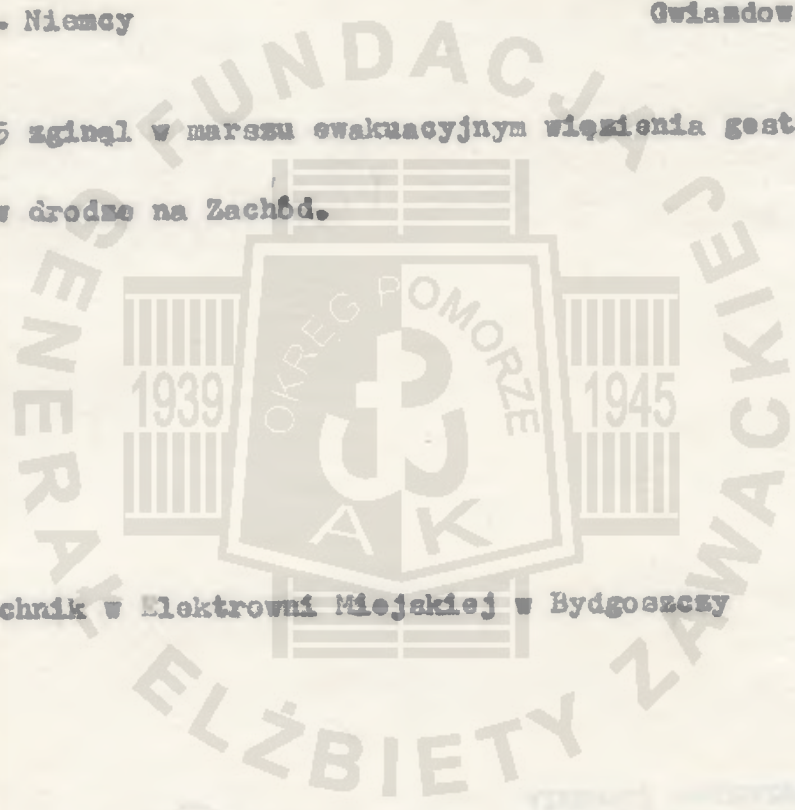 . Niemcy Gwiazdow
5 zginął w marszu ewakuacyjnym więzienia gest
w drodze na Zachód.
chnik w Elektrowni Miejskiej w Bydgoszczy
FUNDACJA
GENERAŁ ELŻBIETY ZAWACKIEJ
OKRĘG POMORZE
1939 1945
AK